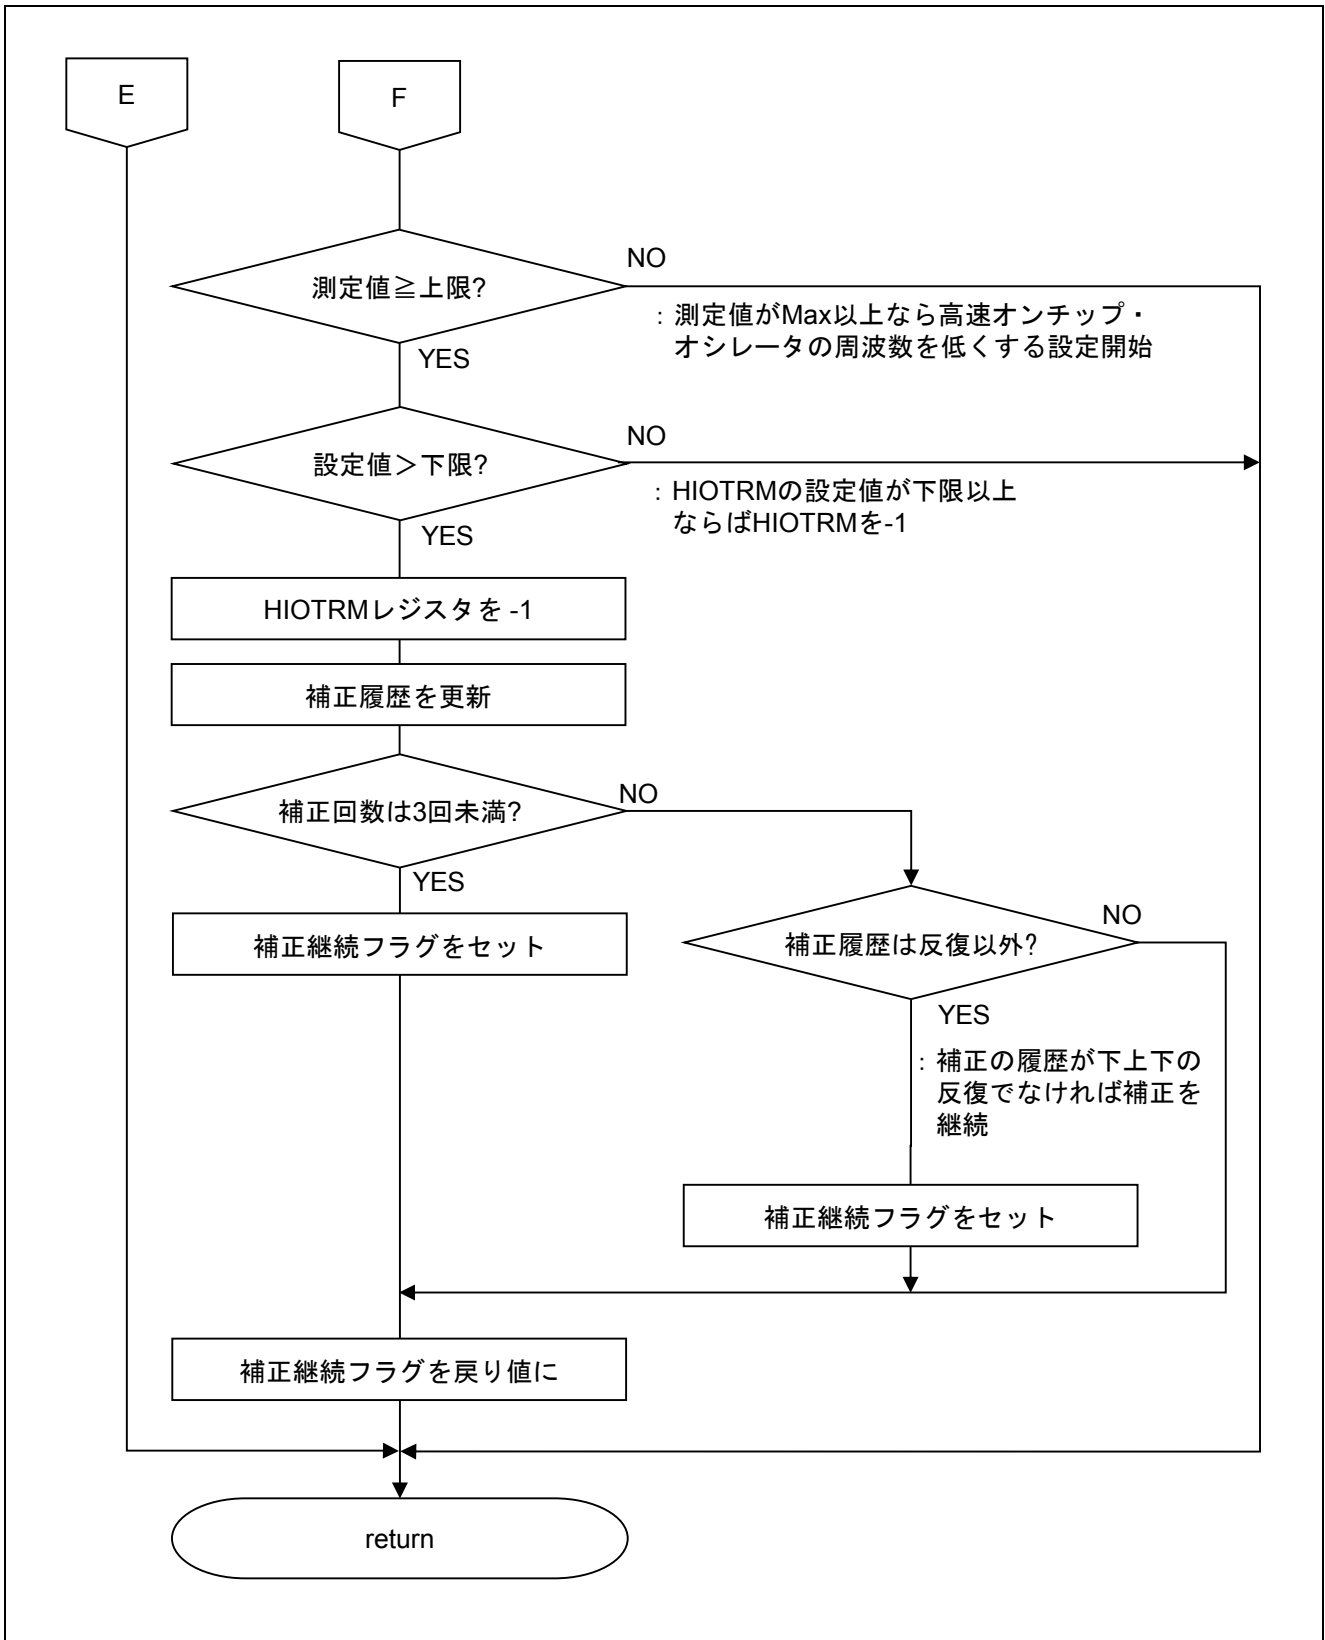 E
F
測定値≧上限?
NO
：測定値がMax以上なら高速オンチップ・
オシレータの周波数を低くする設定開始
YES
設定値＞下限?
NO
：HIOTRMの設定値が下限以上
ならばHIOTRMを-1
YES
HIOTRMレジスタを -1
補正履歴を更新
補正回数は3回未満?
NO
YES
補正継続フラグをセット
補正履歴は反復以外?
NO
YES
：補正の履歴が下上下の
反復でなければ補正を
継続
補正継続フラグをセット
補正継続フラグを戻り値に
return